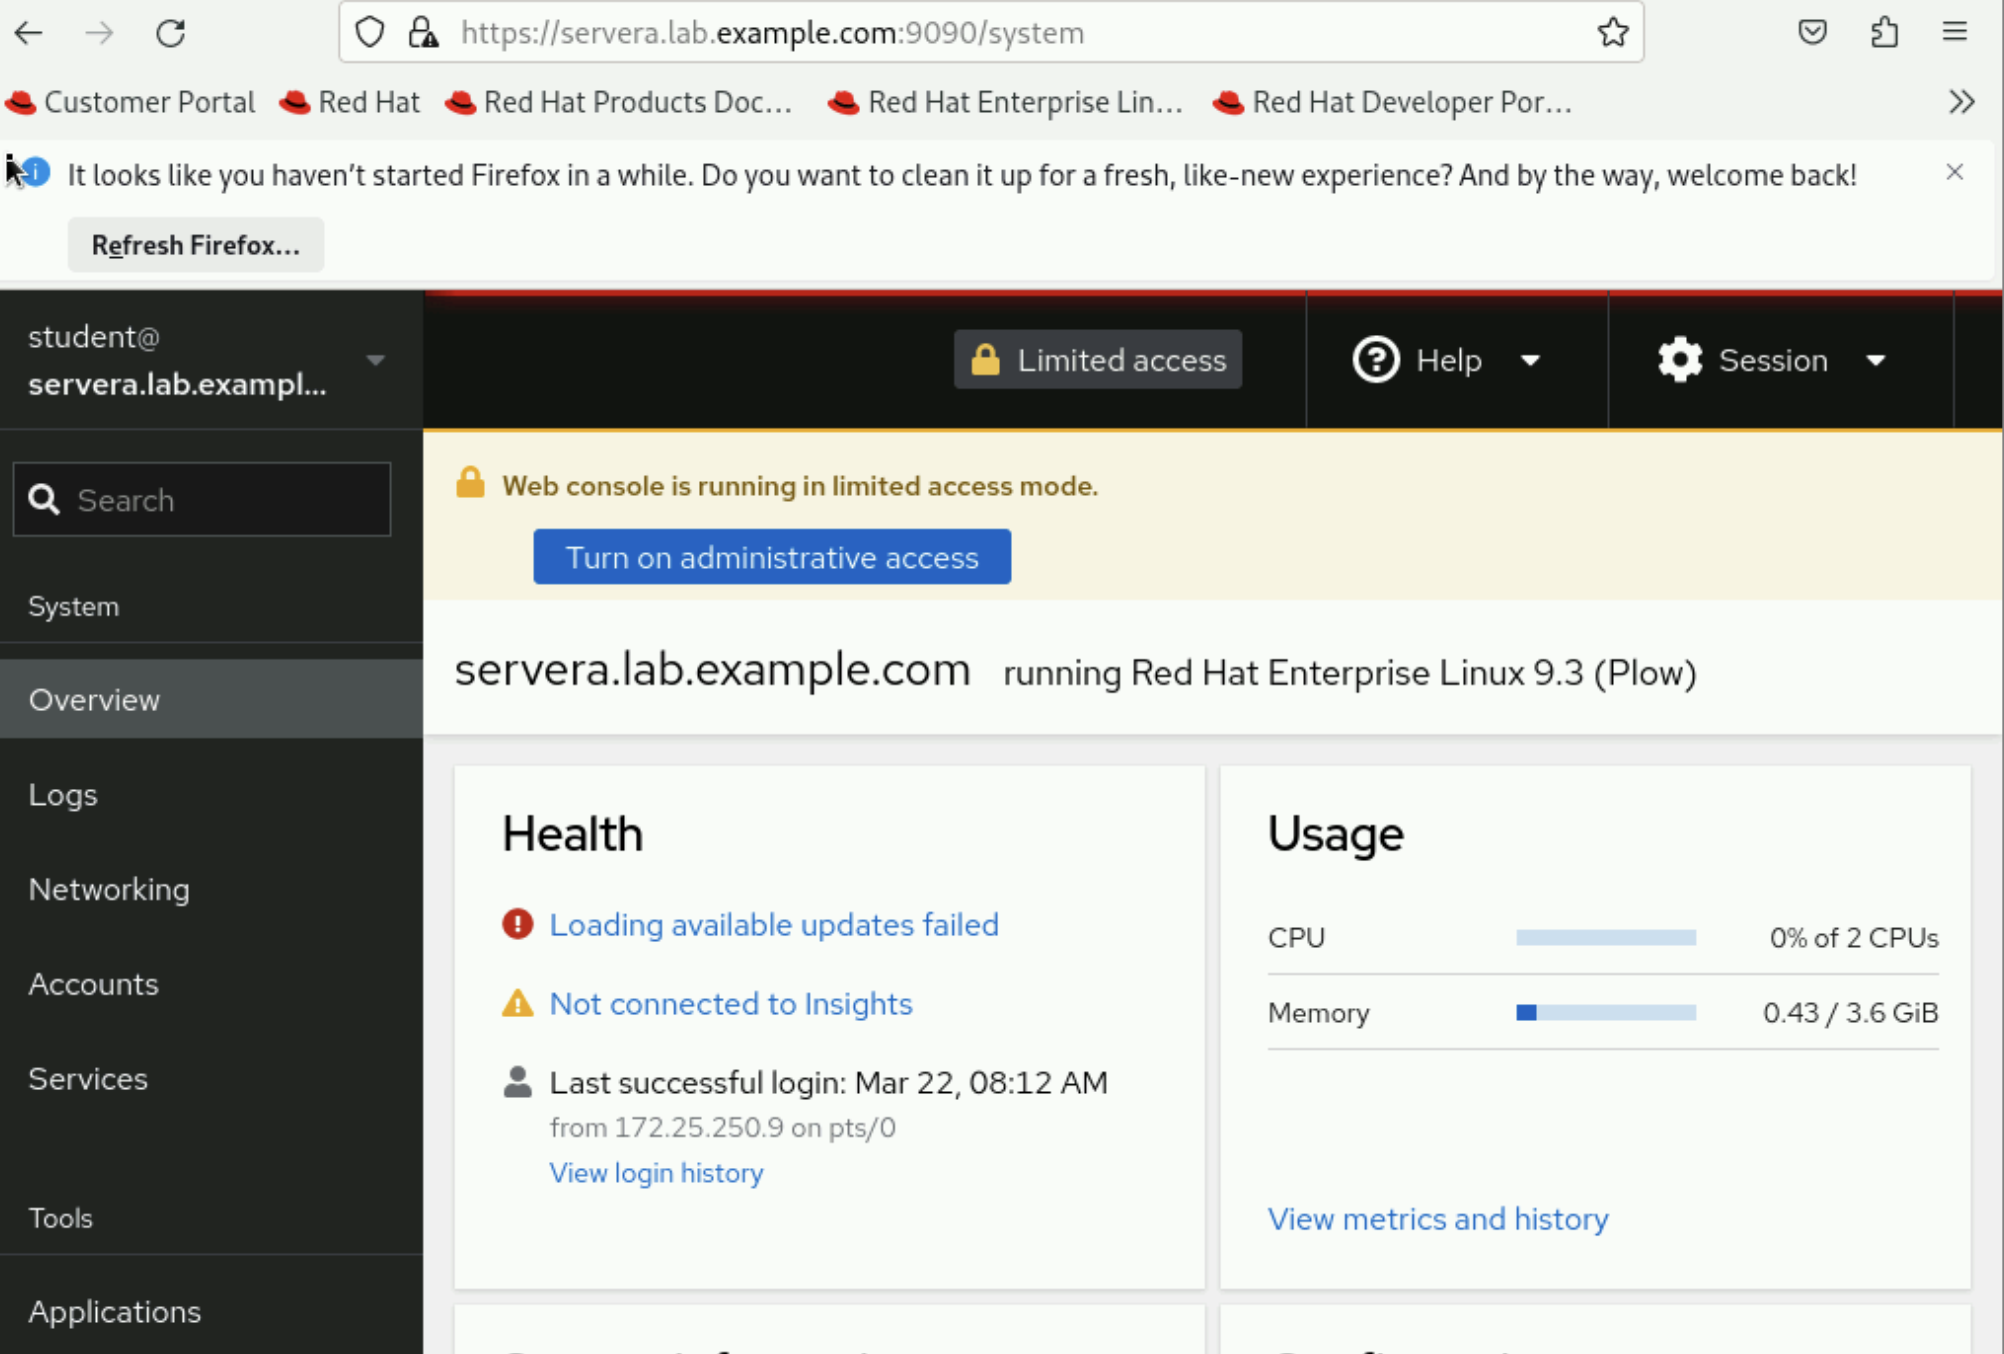 https://servera.lab.example.com:9090/system
Customer Portal Red Hat Red Hat Products Doc... Red Hat Enterprise Lin... Red Hat Developer Por...
It looks like you haven't started Firefox in a while. Do you want to clean it up for a fresh, like-new experience? And by the way, welcome back!
Refresh Firefox...
student@
servera.lab.exampl...
Limited access
Help
Session
Search
System
Overview
Logs
Networking
Accounts
Services
Tools
Applications
Web console is running in limited access mode.
Turn on administrative access
servera.lab.example.com running Red Hat Enterprise Linux 9.3 (Plow)
Health
Loading available updates failed
Not connected to Insights
Last successful login: Mar 22, 08:12 AM
from 172.25.250.9 on pts/0
View login history
Usage
CPU 0% of 2 CPUs
Memory 0.43 / 3.6 GiB
View metrics and history